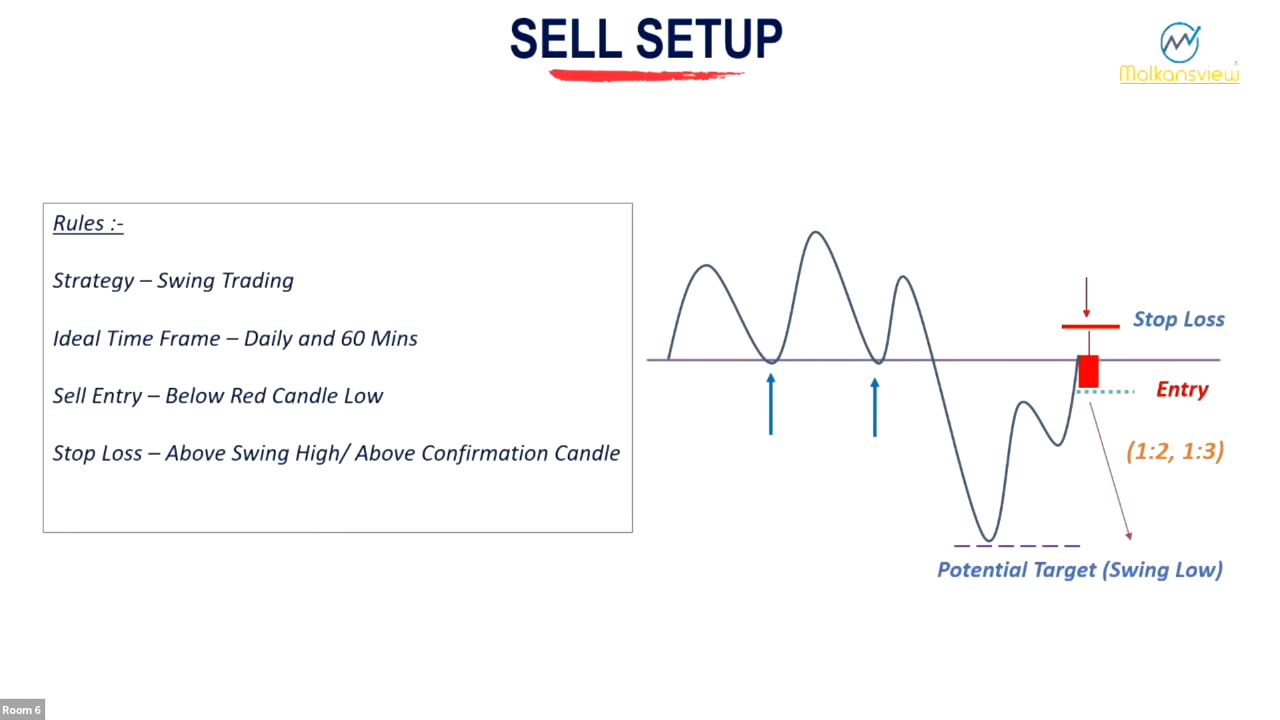 SELL SETUP
Malkansview
Rules :-
Strategy – Swing Trading
Ideal Time Frame – Daily and 60 Mins
Sell Entry – Below Red Candle Low
Stop Loss – Above Swing High/ Above Confirmation Candle
Stop Loss
Entry
(1:2, 1:3)
Potential Target (Swing Low)
Room 6